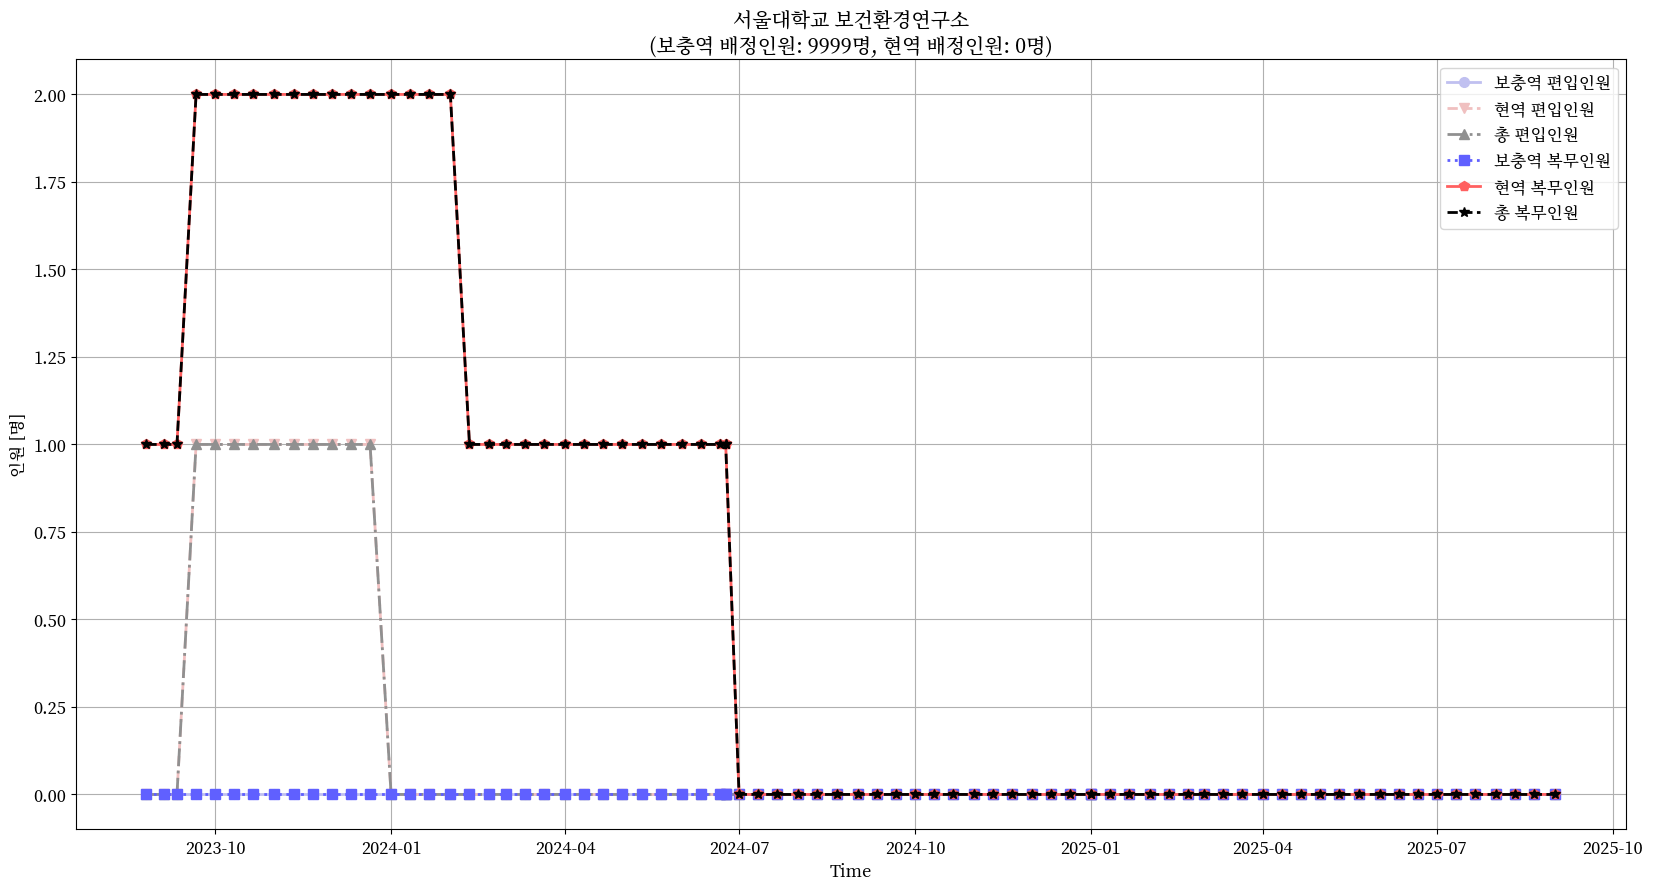 서울대학교 보건환경연구소
(보충역 배정인원: 9999명, 현역 배정인원: 0명)
보충역 편입인원
현역 편입인원
총 편입인원
보충역 복무인원
현역 복무인원
총 복무인원
2.00
1.75
1.50
1.25
1.00
0.75
0.50
0.25
0.00
인원 [명]
2023-10
2024-01
2024-04
2024-07
2024-10
2025-01
2025-04
2025-07
2025-10
Time